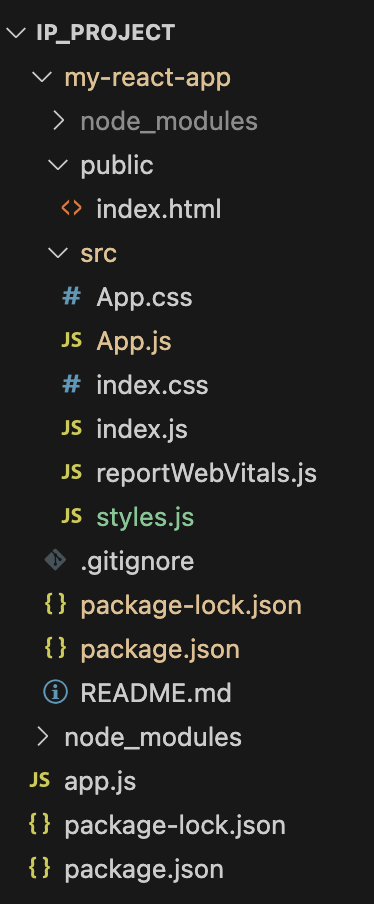 IP_PROJECT
my-react-app
node_modules
public
<> index.html
src
# App.css
JS App.js
# index.css
JS index.js
JS reportWebVitals.js
JS styles.js
.gitignore
{} package-lock.json
{} package.json
README.md
node_modules
JS app.js
{} package-lock.json
{} package.json